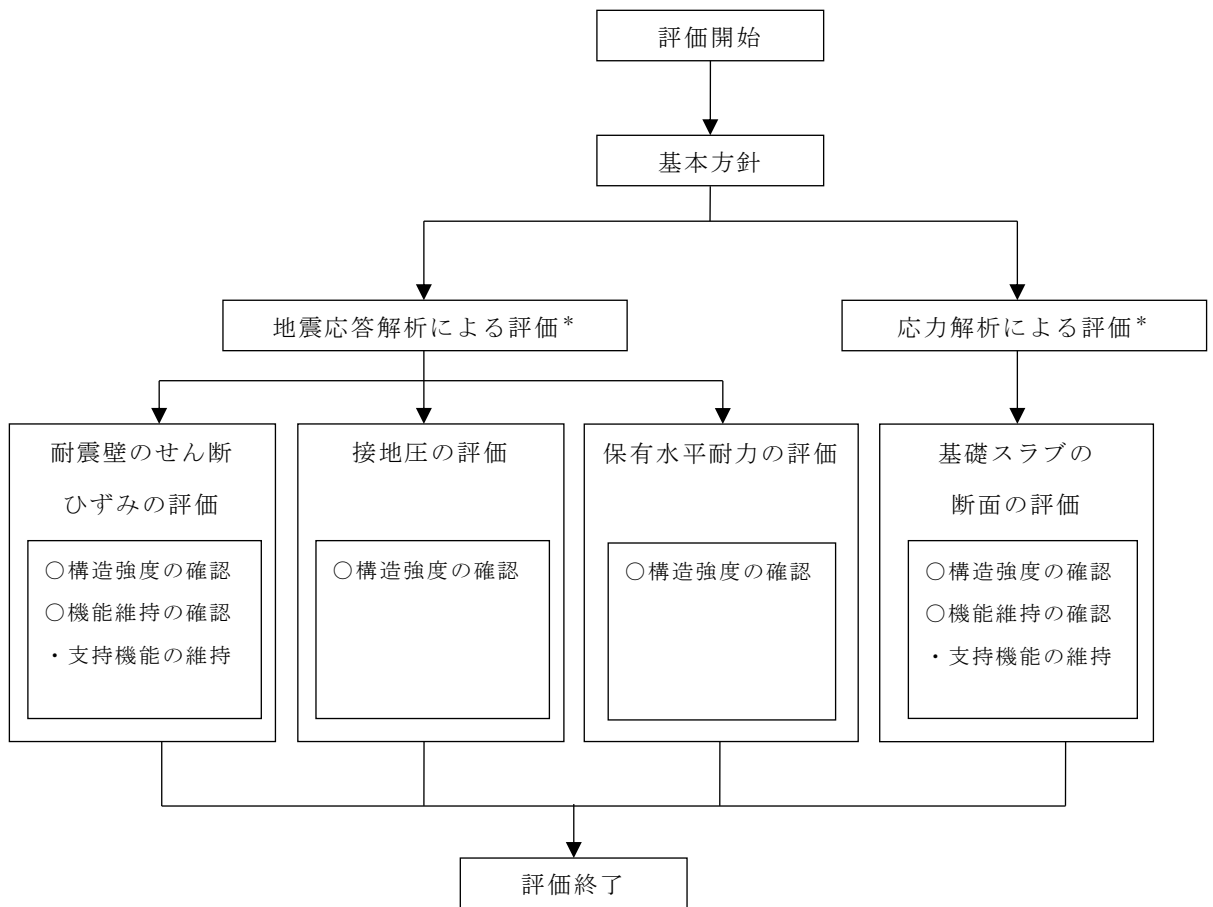 評価開始
基本方針
地震応答解析による評価*
応力解析による評価*
耐震壁のせん断
ひずみの評価
○構造強度の確認
○機能維持の確認
・支持機能の維持
接地圧の評価
○構造強度の確認
保有水平耐力の評価
○構造強度の確認
基礎スラブの
断面の評価
○構造強度の確認
○機能維持の確認
・支持機能の維持
評価終了